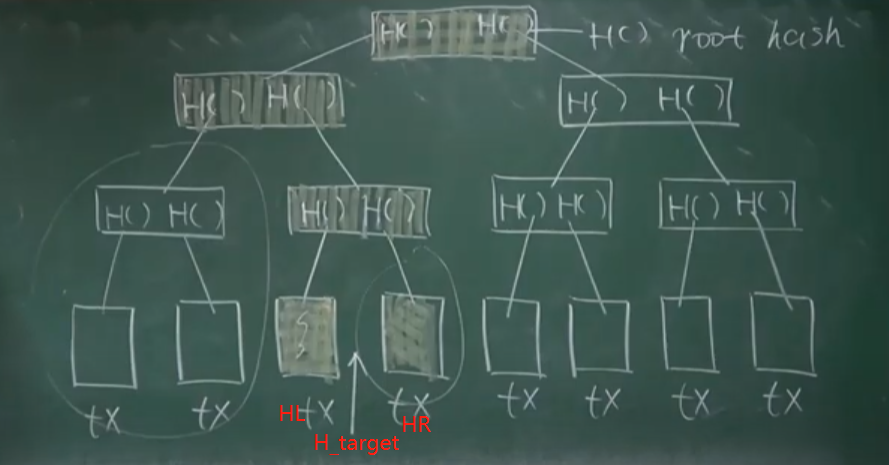 H() H() H() root hash
H() H() H() H()
H() H() H() H() H() H() H() H()
tx tx HL tx tx HR tx tx tx tx
H_target